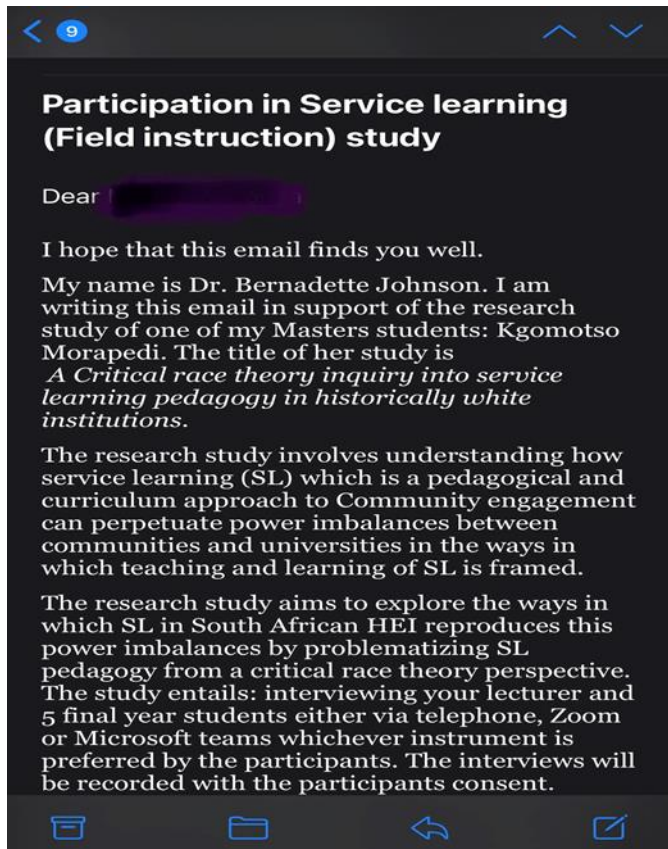 9
Participation in Service learning
(Field instruction) study
Dear
I hope that this email finds you well.
My name is Dr. Bernadette Johnson. I am
writing this email in support of the research
study of one of my Masters students: Kgomotso
Morapedi. The title of her study is
A Critical race theory inquiry into service
learning pedagogy in historically white
institutions.
The research study involves understanding how
service learning (SL) which is a pedagogical and
curriculum approach to Community engagement
can perpetuate power imbalances between
communities and universities in the ways in
which teaching and learning of SL is framed.
The research study aims to explore the ways in
which SL in South African HEI reproduces this
power imbalances by problematizing SL
pedagogy from a critical race theory perspective.
The study entails: interviewing your lecturer and
5 final year students either via telephone, Zoom
or Microsoft teams whichever instrument is
preferred by the participants. The interviews will
be recorded with the participants consent.